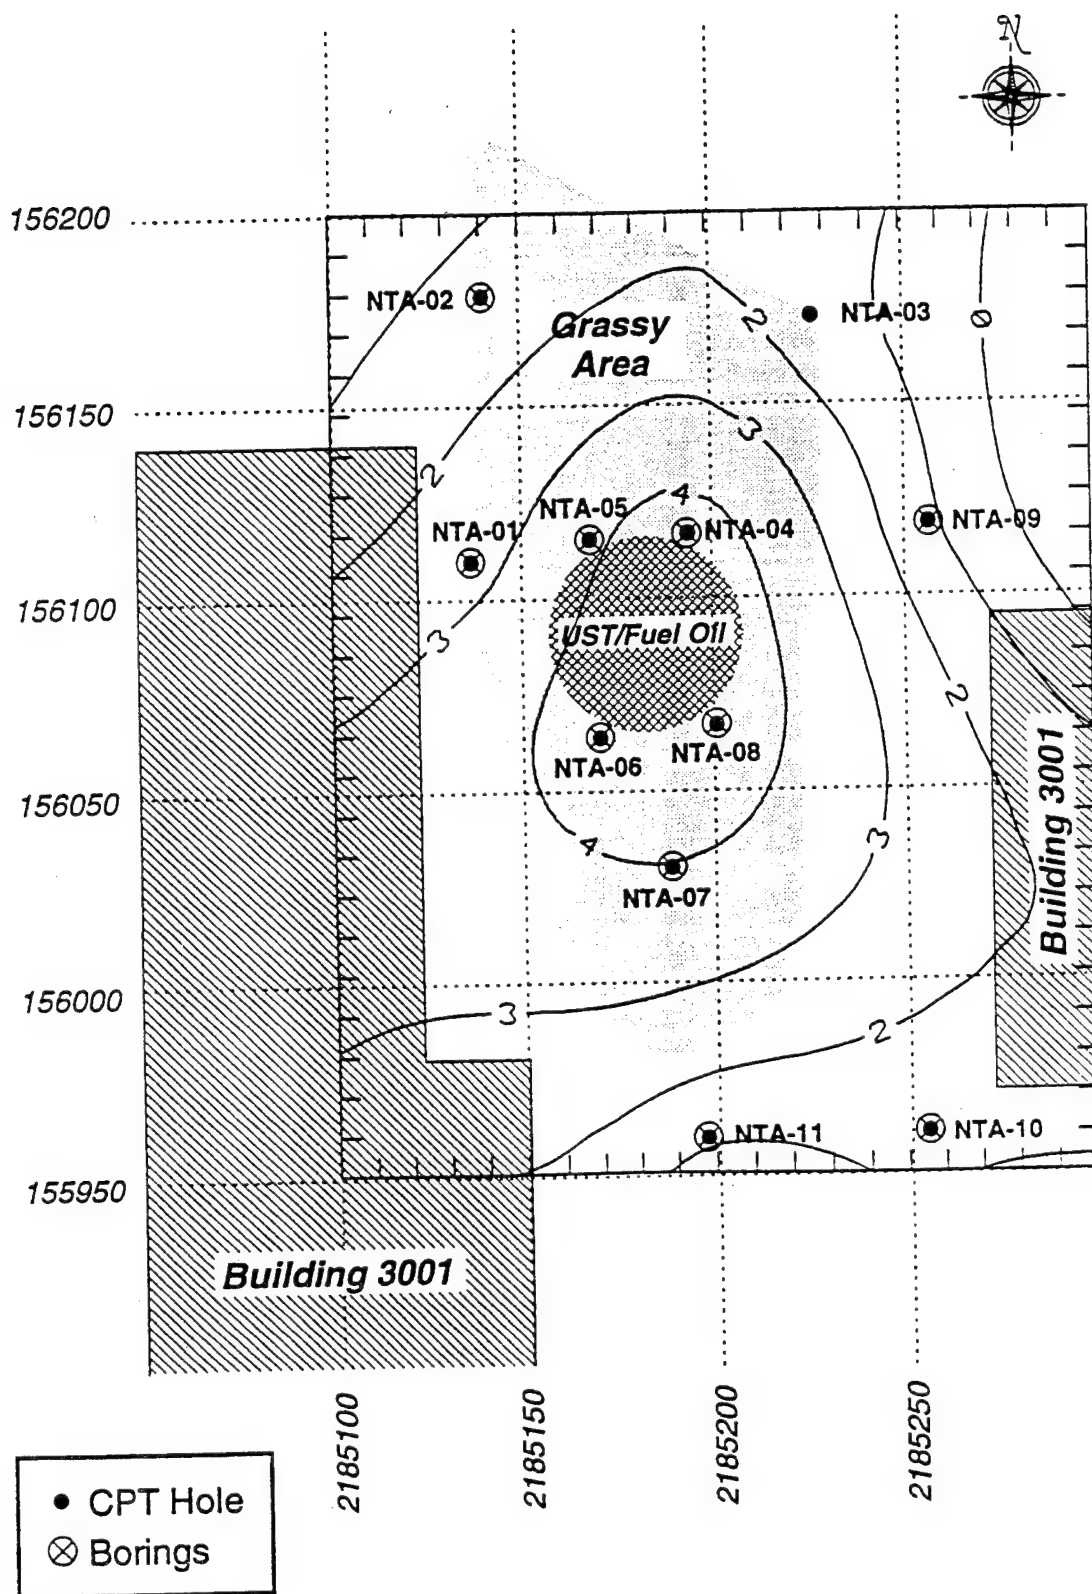 N
156200
NTA-02
2
NTA-03
0
Grassy
Area
156150
3
2
4
NTA-05
NTA-04
NTA-01
NTA-09
156100
3
UST/Fuel Oil
2
NTA-06
NTA-08
156050
4
3
NTA-07
Building 3001
156000
3
2
NTA-11
NTA-10
155950
Building 3001
2185100
2185150
2185200
2185250
CPT Hole
Borings